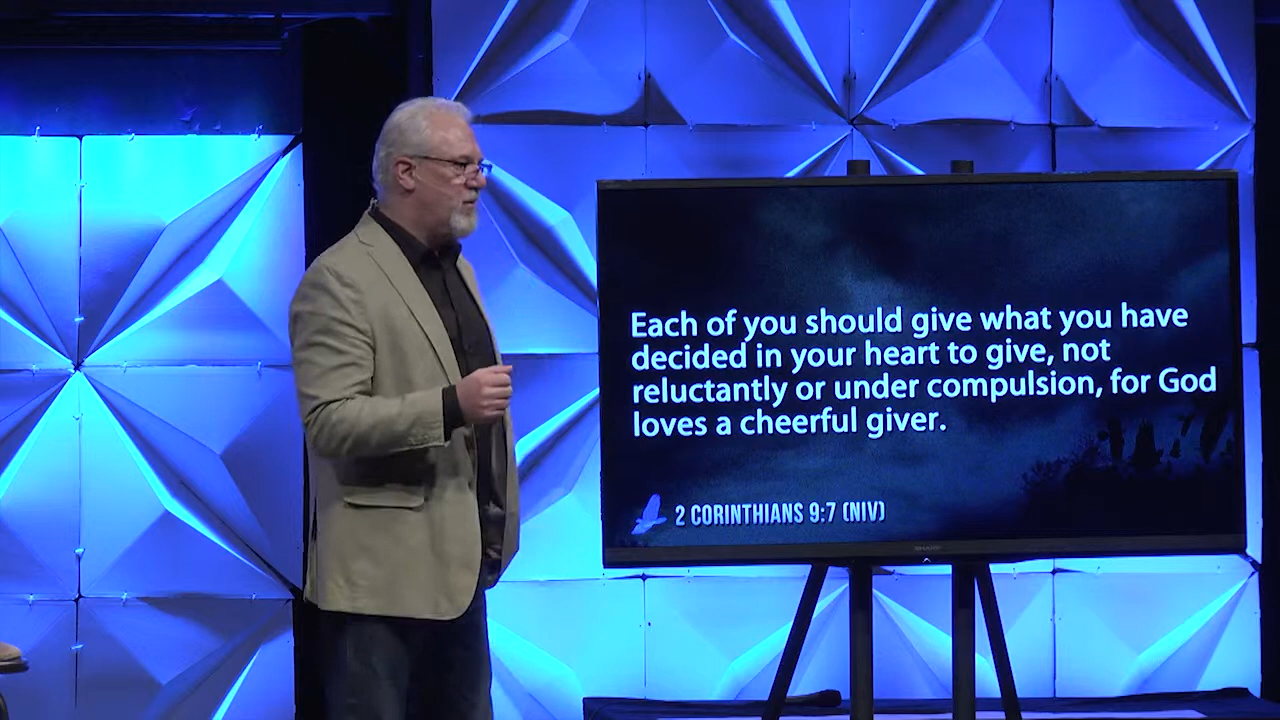 Each of you should give what you have
decided in your heart to give, not
reluctantly or under compulsion, for God
loves a cheerful giver.
2 CORINTHIANS 9:7 (NIV)
SHARP